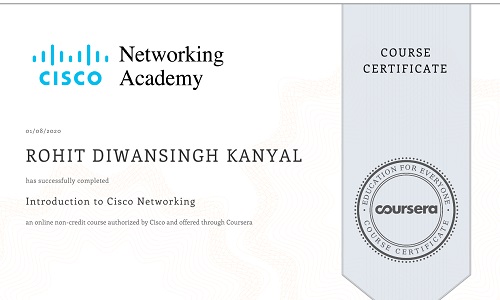 CISCO
Networking
Academy
COURSE
CERTIFICATE
01/08/2020
ROHIT DIWANSINGH KANYAL
has successfully completed
Introduction to Cisco Networking
an online non-credit course authorized by Cisco and offered through Coursera
EDUCATION FOR EVERYONE
coursera
COURSE CERTIFICATE